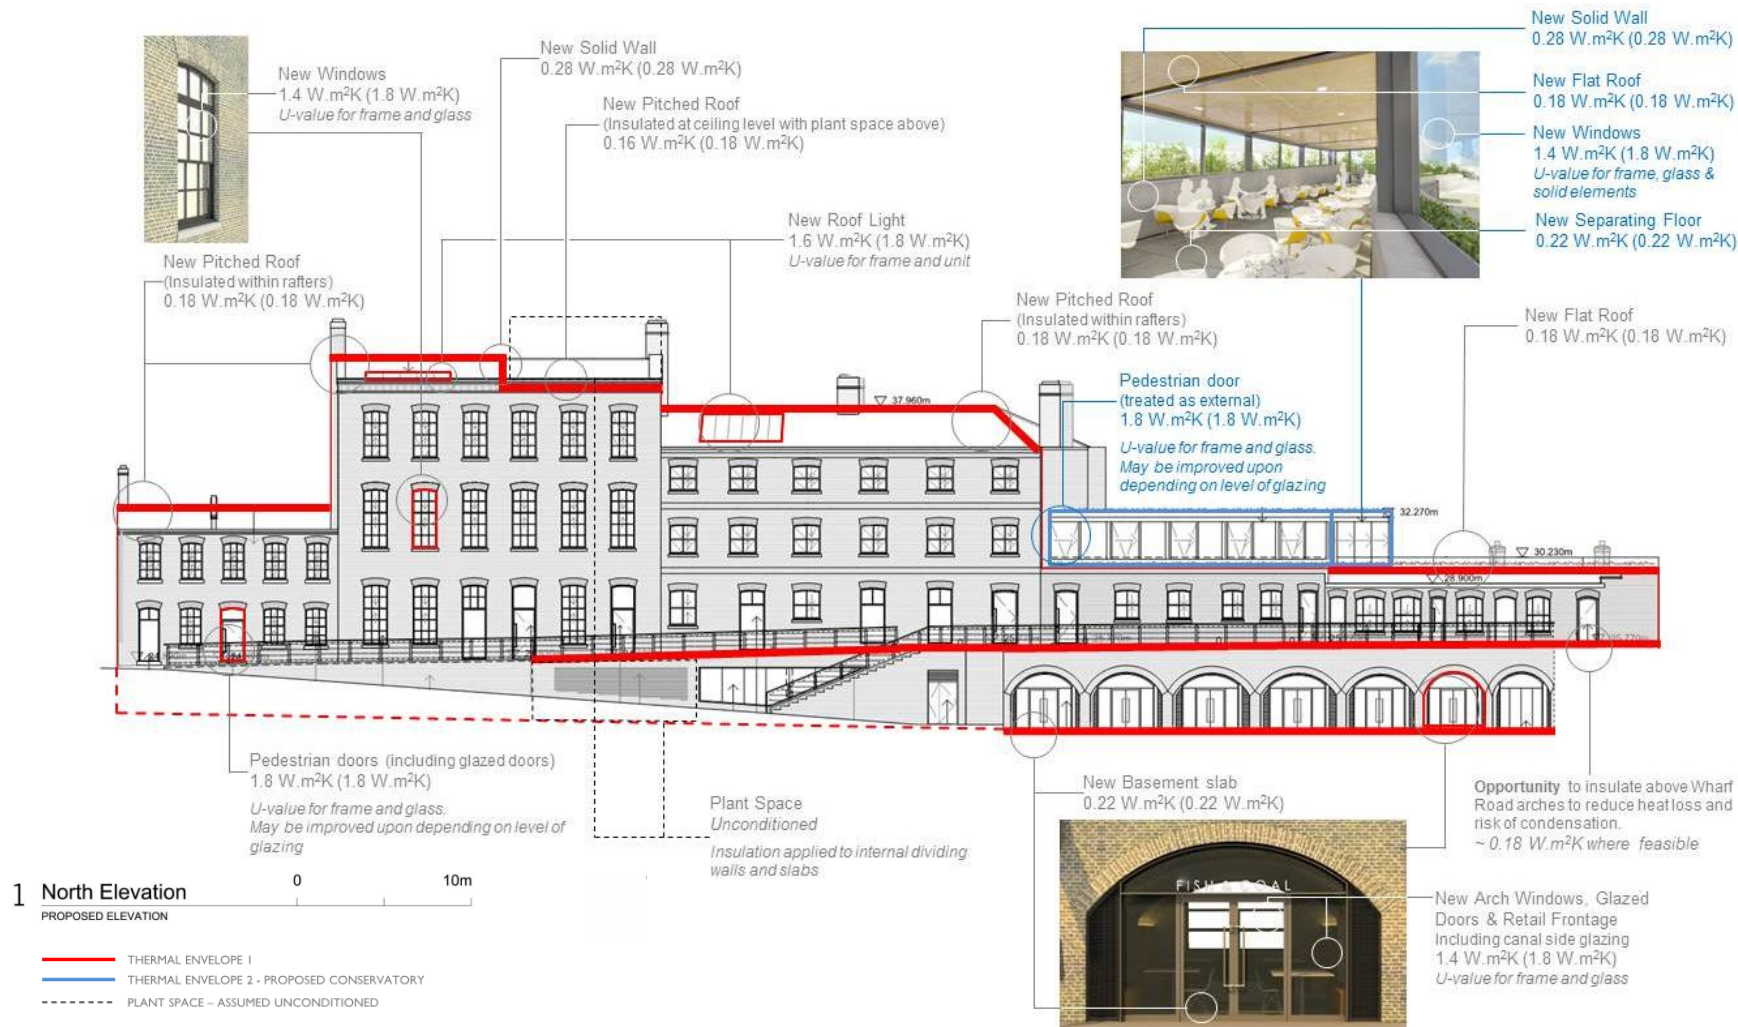 New Windows
1.4 W.m²K (1.8 W.m²K)
U-value for frame and glass
New Solid Wall
0.28 W.m²K (0.28 W.m²K)
New Pitched Roof
(Insulated at ceiling level with plant space above)
0.16 W.m²K (0.18 W.m²K)
New Roof Light
1.6 W.m²K (1.8 W.m²K)
U-value for frame and unit
New Solid Wall
0.28 W.m²K (0.28 W.m²K)
New Flat Roof
0.18 W.m²K (0.18 W.m²K)
New Windows
1.4 W.m²K (1.8 W.m²K)
U-value for frame, glass &
solid elements
New Separating Floor
0.22 W.m²K (0.22 W.m²K)
New Pitched Roof
(Insulated within rafters)
0.18 W.m²K (0.18 W.m²K)
New Pitched Roof
(Insulated within rafters)
0.18 W.m²K (0.18 W.m²K)
New Flat Roof
0.18 W.m²K (0.18 W.m²K)
Pedestrian door
(treated as external)
1.8 W.m²K (1.8 W.m²K)
U-value for frame and glass.
May be improved upon
depending on level of glazing
37.960m
32.270m
30.230m
28.900m
Pedestrian doors (including glazed doors)
1.8 W.m²K (1.8 W.m²K)
U-value for frame and glass.
May be improved upon depending on level of
glazing
Plant Space
Unconditioned
Insulation applied to internal dividing
walls and slabs
New Basement slab
0.22 W.m²K (0.22 W.m²K)
Opportunity to insulate above Wharf
Road arches to reduce heat loss and
risk of condensation.
~ 0.18 W.m²K where feasible
New Arch Windows, Glazed
Doors & Retail Frontage
Including canal side glazing
1.4 W.m²K (1.8 W.m²K)
U-value for frame and glass
FISH & COAL
1 North Elevation
PROPOSED ELEVATION
0 10m
THERMAL ENVELOPE 1
THERMAL ENVELOPE 2 - PROPOSED CONSERVATORY
PLANT SPACE – ASSUMED UNCONDITIONED